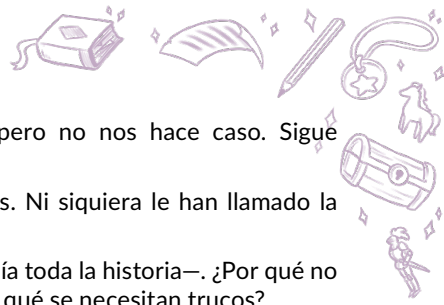 pero no nos hace caso. Sigue
s. Ni siquiera le han llamado la
ía toda la historia—. ¿Por qué no
qué se necesitan trucos?